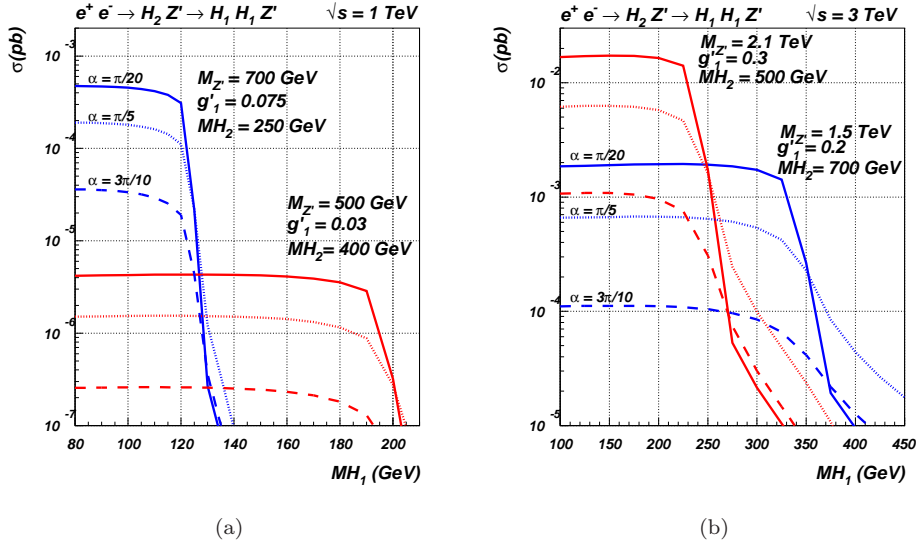 e⁺ e⁻ → H₂ Z' → H₁ H₁ Z' √s = 1 TeV
σ(pb)
10⁻³
10⁻⁴
10⁻⁵
10⁻⁶
10⁻⁷
α = π/20
α = π/5
α = 3π/10
M_Z' = 700 GeV
g'₁ = 0.075
MH₂ = 250 GeV
M_Z' = 500 GeV
g'₁ = 0.03
MH₂ = 400 GeV
80 100 120 140 160 180 200
MH₁ (GeV)
(a)
e⁺ e⁻ → H₂ Z' → H₁ H₁ Z' √s = 3 TeV
σ(pb)
10⁻²
10⁻³
10⁻⁴
10⁻⁵
M_Z' = 2.1 TeV
g'₁ = 0.3
MH₂ = 500 GeV
M_Z' = 1.5 TeV
g'₁ = 0.2
MH₂ = 700 GeV
α = π/20
α = π/5
α = 3π/10
100 150 200 250 300 350 400 450
MH₁ (GeV)
(b)